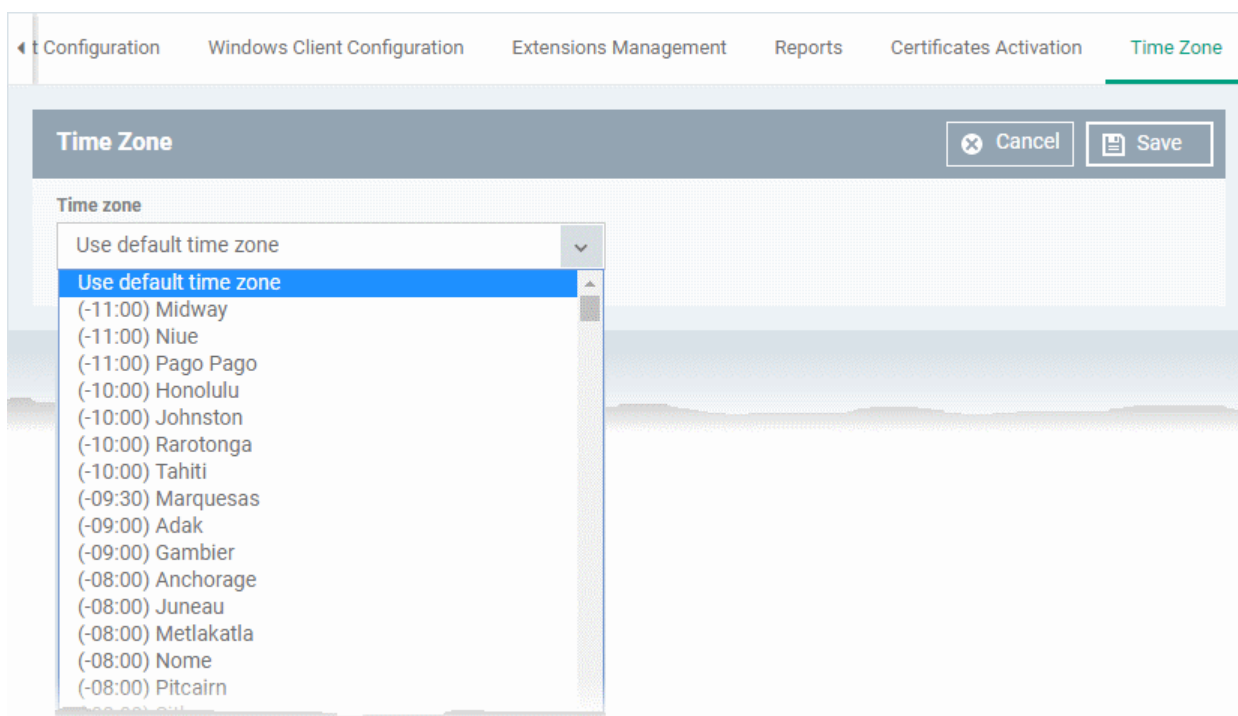 t Configuration Windows Client Configuration Extensions Management Reports Certificates Activation Time Zone
Time Zone Cancel Save
Time zone
Use default time zone
Use default time zone
(-11:00) Midway
(-11:00) Niue
(-11:00) Pago Pago
(-10:00) Honolulu
(-10:00) Johnston
(-10:00) Rarotonga
(-10:00) Tahiti
(-09:30) Marquesas
(-09:00) Adak
(-09:00) Gambier
(-08:00) Anchorage
(-08:00) Juneau
(-08:00) Metlakatla
(-08:00) Nome
(-08:00) Pitcairn